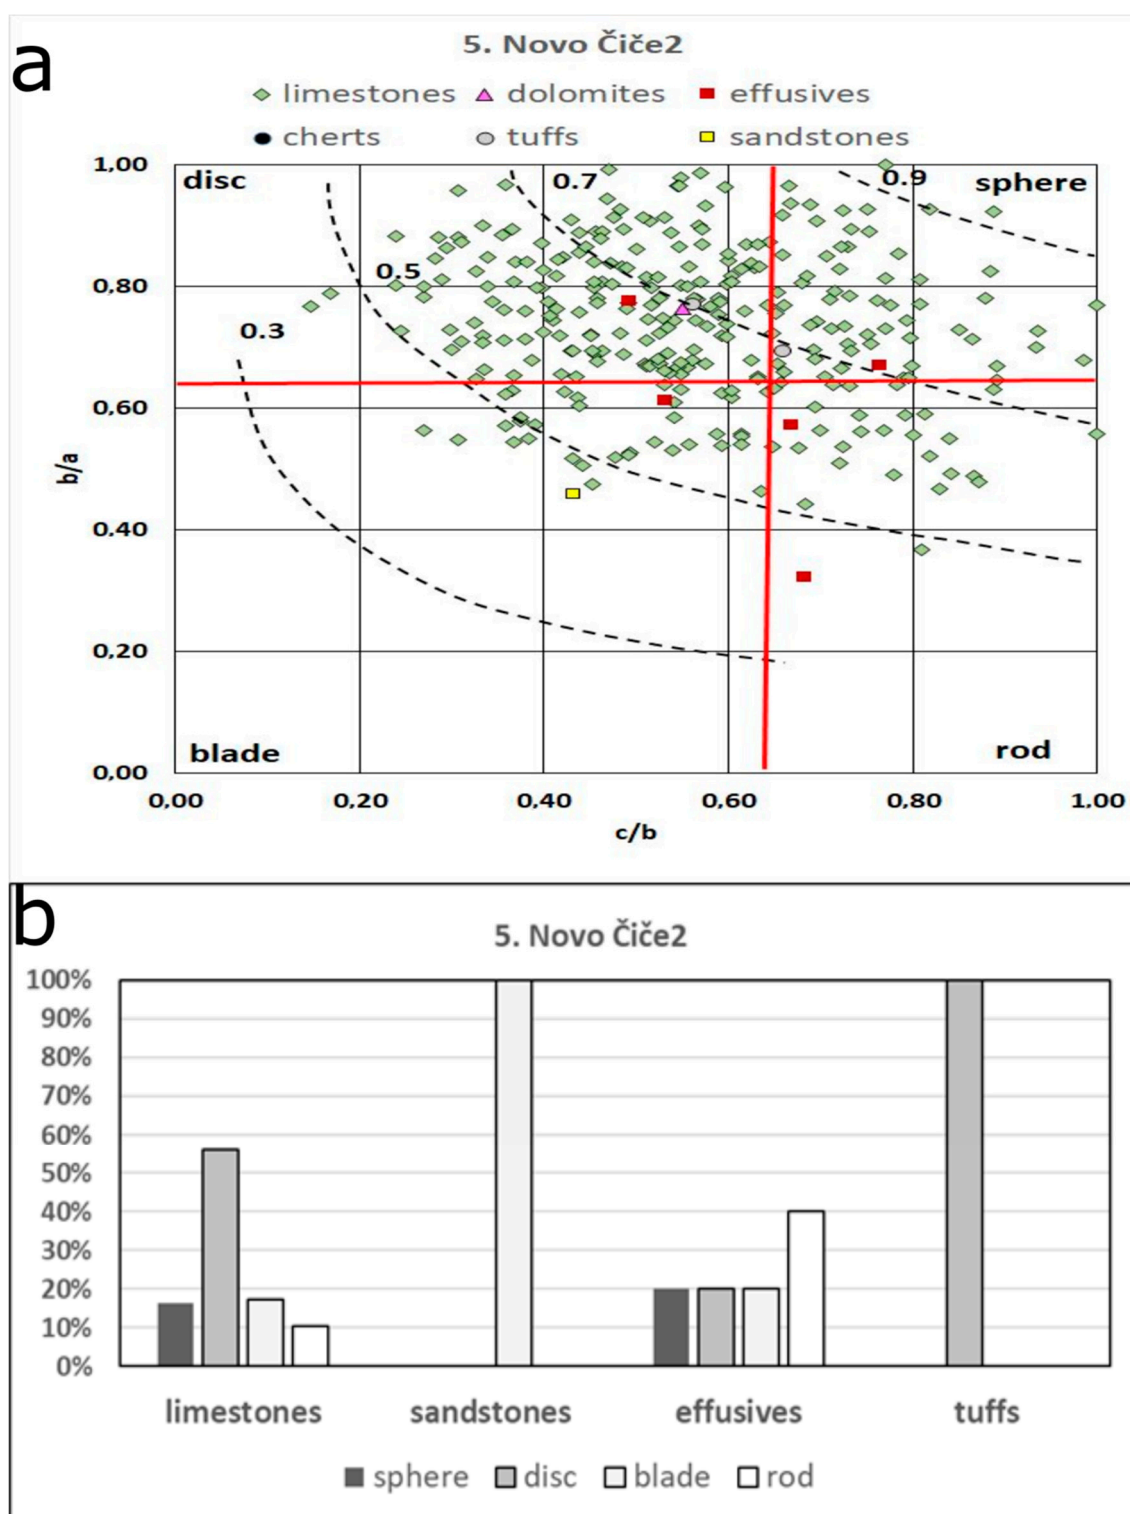 a
5. Novo Čiče2
limestones dolomites effusives
cherts tuffs sandstones
1,00
disc 0.7 0.9 sphere
0,80
0.5
0.3
0,60
b/a
0,40
0,20
blade rod
0,00
0,00 0,20 0,40 0,60 0,80 1,00
c/b
b
5. Novo Čiče2
100%
90%
80%
70%
60%
50%
40%
30%
20%
10%
0%
limestones sandstones effusives tuffs
sphere disc blade rod